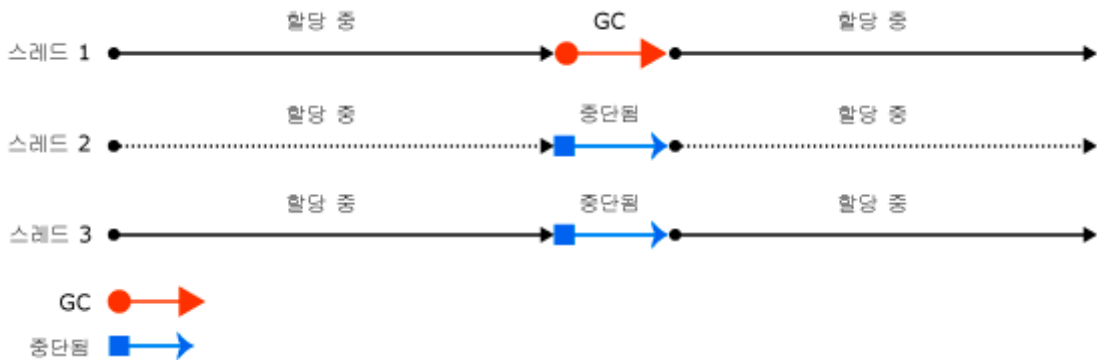 할당 중 GC 할당 중
스레드 1
할당 중 중단됨 할당 중
스레드 2
할당 중 중단됨 할당 중
스레드 3
GC
중단됨